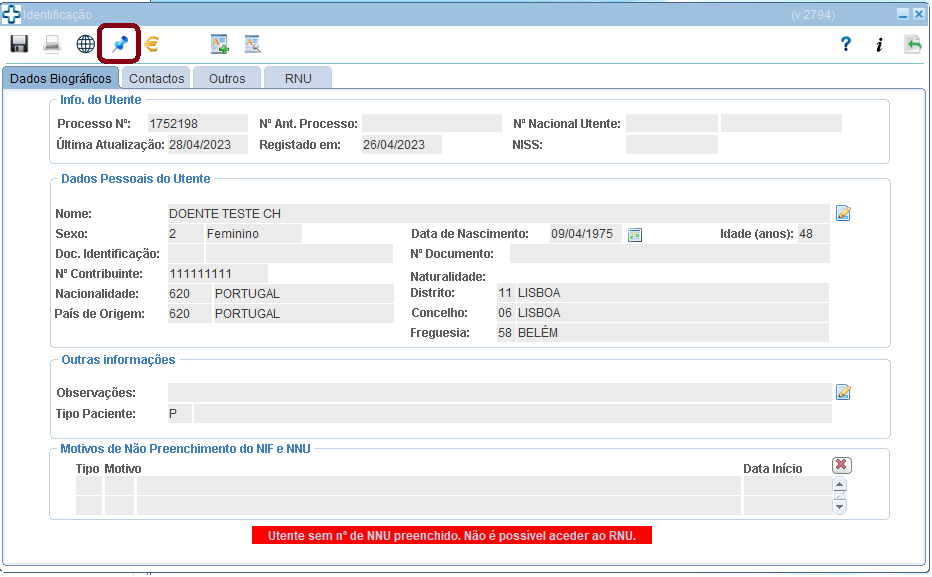 Identificação (v 2794)
€ ? i
Dados Biográficos Contactos Outros RNU
Info. do Utente
Processo Nº: 1752198 Nº Ant. Processo: Nº Nacional Utente:
Última Atualização: 28/04/2023 Registado em: 26/04/2023 NISS:
Dados Pessoais do Utente
Nome: DOENTE TESTE CH
Sexo: 2 Feminino Data de Nascimento: 09/04/1975 Idade (anos): 48
Doc. Identificação: Nº Documento:
Nº Contribuinte: 111111111 Naturalidade:
Nacionalidade: 620 PORTUGAL Distrito: 11 LISBOA
País de Origem: 620 PORTUGAL Concelho: 06 LISBOA
Freguesia: 58 BELÉM
Outras informações
Observações:
Tipo Paciente: P
Motivos de Não Preenchimento do NIF e NNU
Tipo Motivo Data Início
Utente sem nº de NNU preenchido. Não é possível aceder ao RNU.